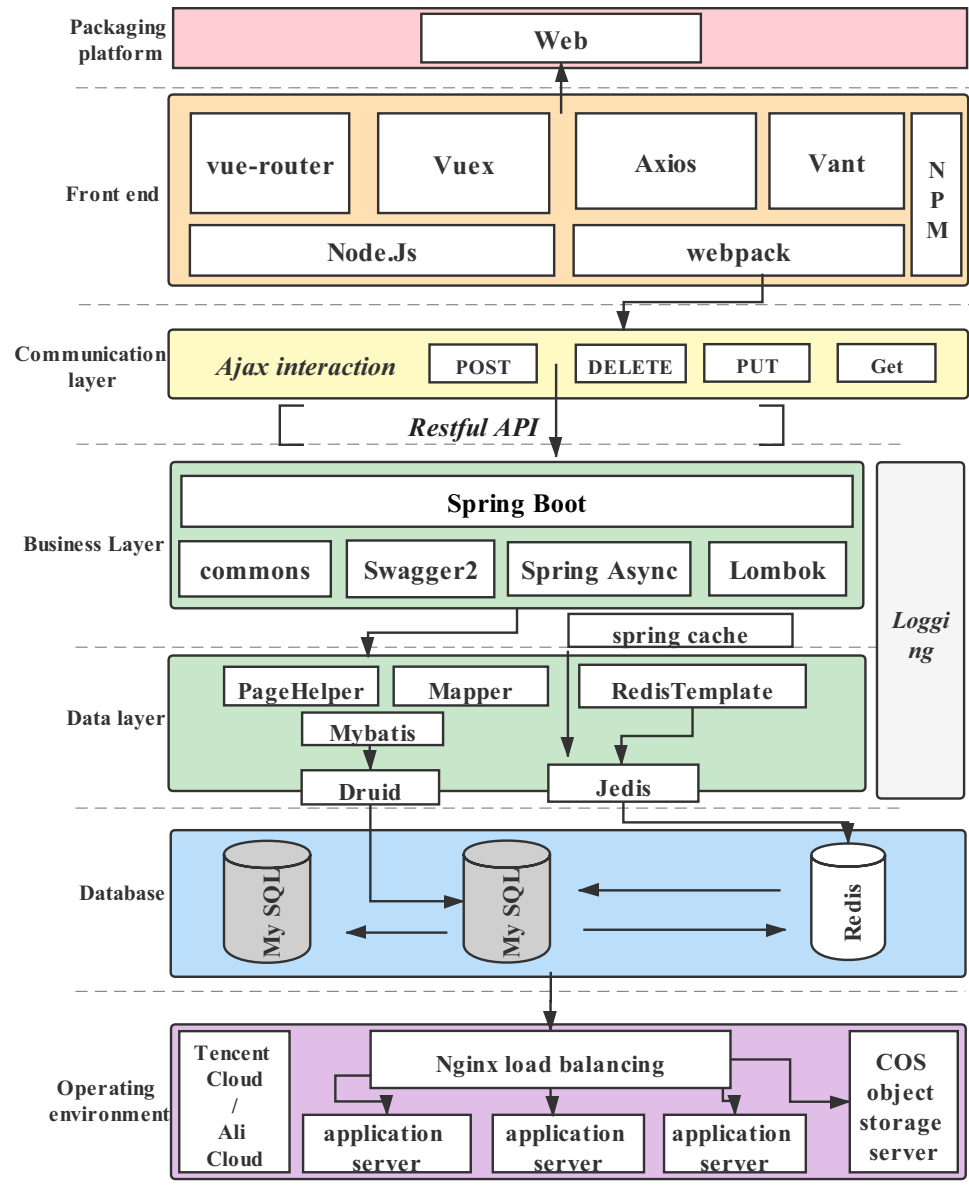 Packaging
platform
Web
Front end
vue-router
Vuex
Axios
Vant
N
P
M
Node.Js
webpack
Communication
layer
Ajax interaction
POST
DELETE
PUT
Get
Restful API
Business Layer
Spring Boot
commons
Swagger2
Spring Async
Lombok
Loggi
ng
spring cache
Data layer
PageHelper
Mapper
RedisTemplate
Mybatis
Druid
Jedis
Database
My SQL
My SQL
Redis
Operating
environment
Tencent
Cloud
/
Ali
Cloud
Nginx load balancing
application
server
application
server
application
server
COS
object
storage
server